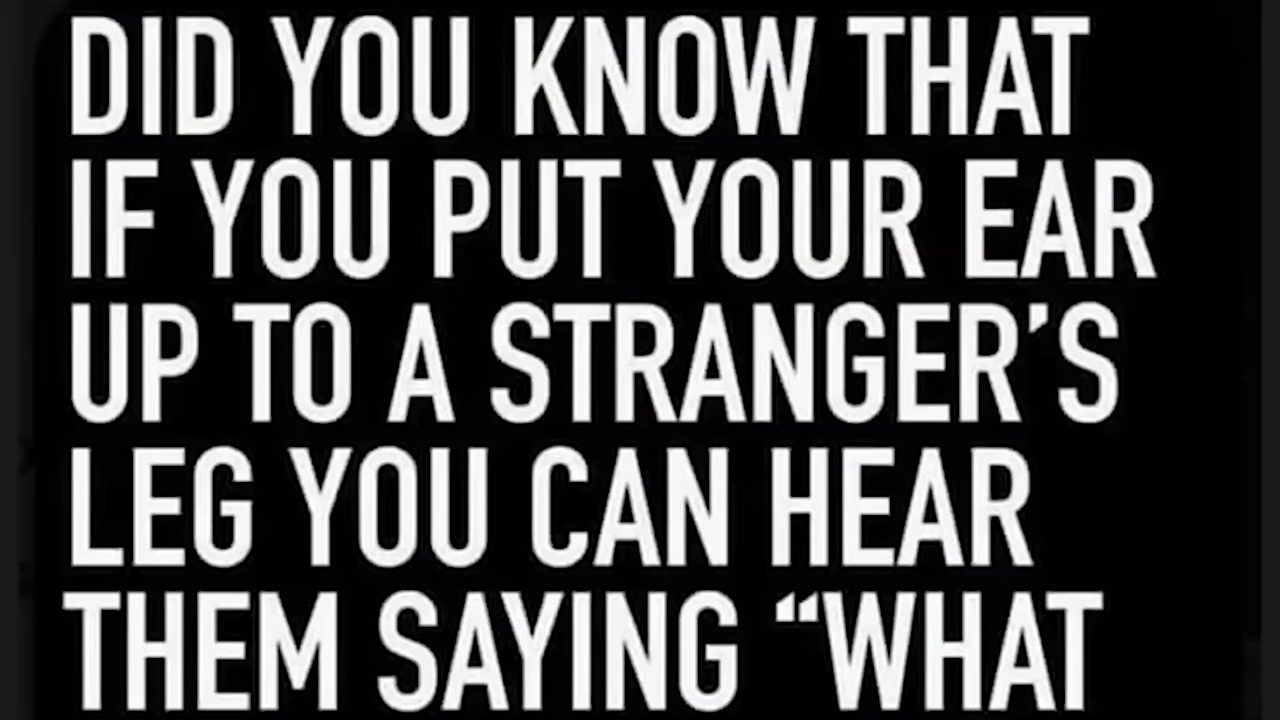 DID YOU KNOW THAT
IF YOU PUT YOUR EAR
UP TO A STRANGER’S
LEG YOU CAN HEAR
THEM SAYING “WHAT